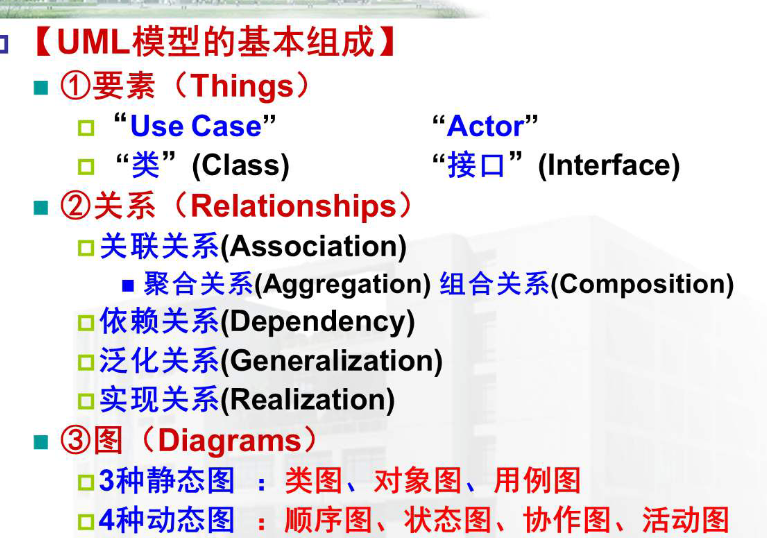 【UML模型的基本组成】
①要素（Things）
“Use Case” “Actor”
“类”(Class) “接口”(Interface)
②关系（Relationships）
关联关系(Association)
聚合关系(Aggregation) 组合关系(Composition)
依赖关系(Dependency)
泛化关系(Generalization)
实现关系(Realization)
③图（Diagrams）
3种静态图 ：类图、对象图、用例图
4种动态图 ：顺序图、状态图、协作图、活动图